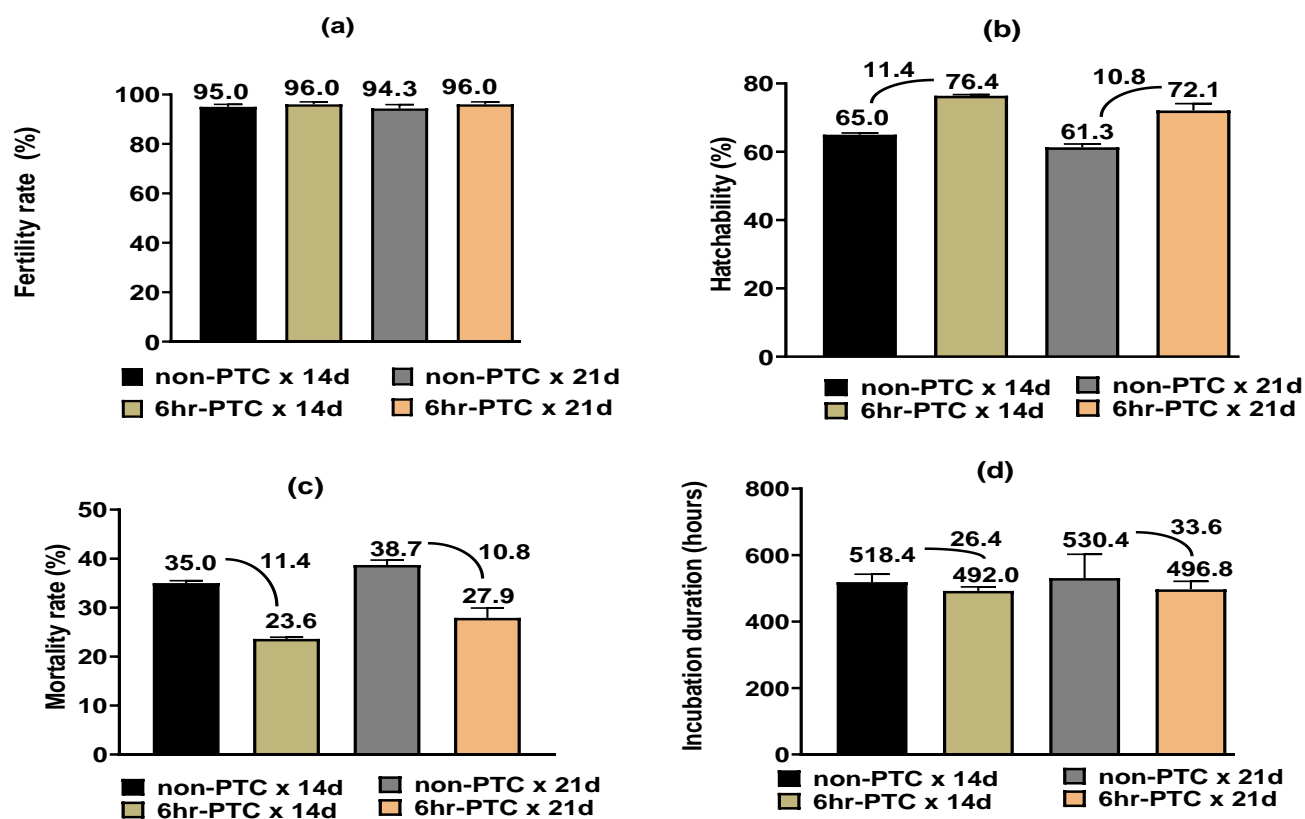 (a)
95.0 96.0 94.3 96.0
Fertility rate (%)
100
80
60
40
20
0
non-PTC x 14d non-PTC x 21d
6hr-PTC x 14d 6hr-PTC x 21d
(b)
11.4 76.4 10.8 72.1
65.0 61.3
Hatchability (%)
80
60
40
20
0
non-PTC x 14d non-PTC x 21d
6hr-PTC x 14d 6hr-PTC x 21d
(c)
35.0 11.4 38.7 10.8
23.6 27.9
Mortality rate (%)
50
40
30
20
10
0
non-PTC x 14d non-PTC x 21d
6hr-PTC x 14d 6hr-PTC x 21d
(d)
518.4 26.4 530.4 33.6
492.0 496.8
Incubation duration (hours)
800
600
400
200
0
non-PTC x 14d non-PTC x 21d
6hr-PTC x 14d 6hr-PTC x 21d